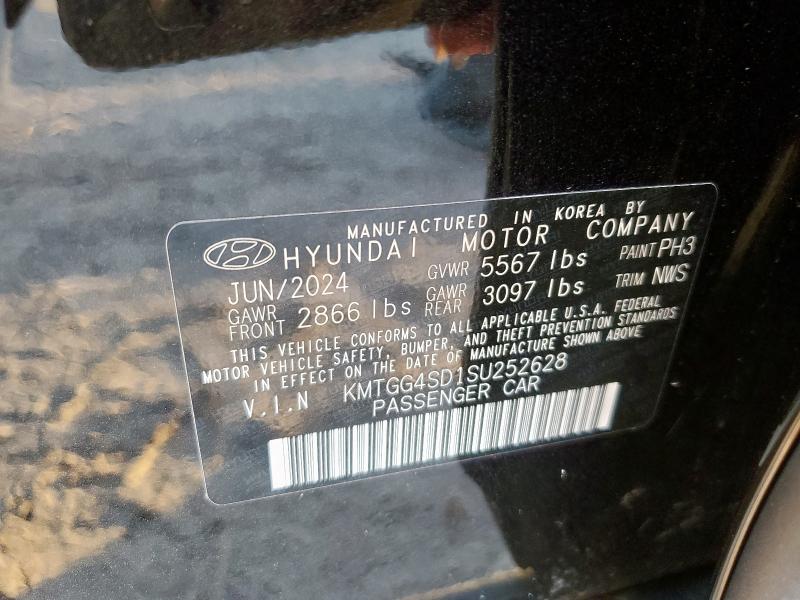 MANUFACTURED IN KOREA BY
HYUNDAI MOTOR COMPANY
JUN/2024 GVWR 5567 lbs PAINT PH3
GAWR FRONT 2866 lbs GAWR REAR 3097 lbs TRIM NWS
THIS VEHICLE CONFORMS TO ALL APPLICABLE U.S.A. FEDERAL
MOTOR VEHICLE SAFETY, BUMPER, AND THEFT PREVENTION STANDARDS
IN EFFECT ON THE DATE OF MANUFACTURE SHOWN ABOVE
V.I.N KMTGG4SD1SU252628
PASSENGER CAR